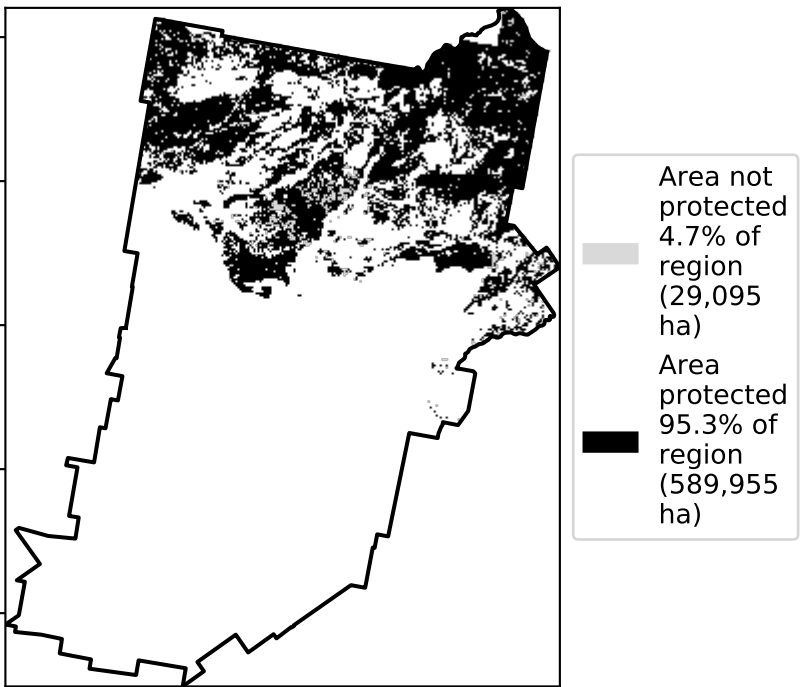 Area not
protected
4.7% of
region
(29,095
ha)
Area
protected
95.3% of
region
(589,955
ha)